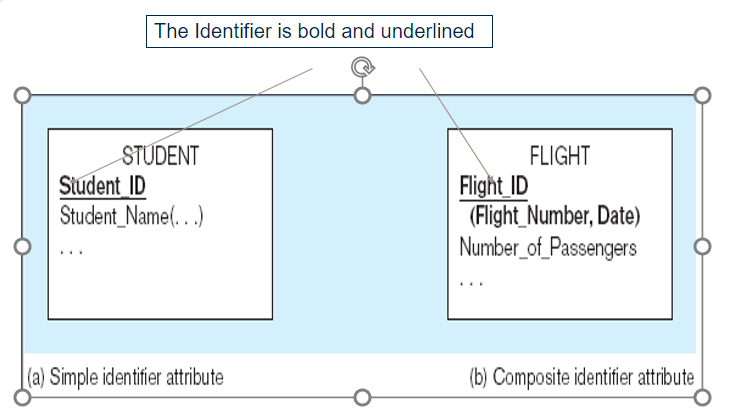 The Identifier is bold and underlined
STUDENT
Student_ID
Student_Name(. . .)
. . .
FLIGHT
Flight_ID
(Flight_Number, Date)
Number_of_Passengers
. . .
(a) Simple identifier attribute
(b) Composite identifier attribute